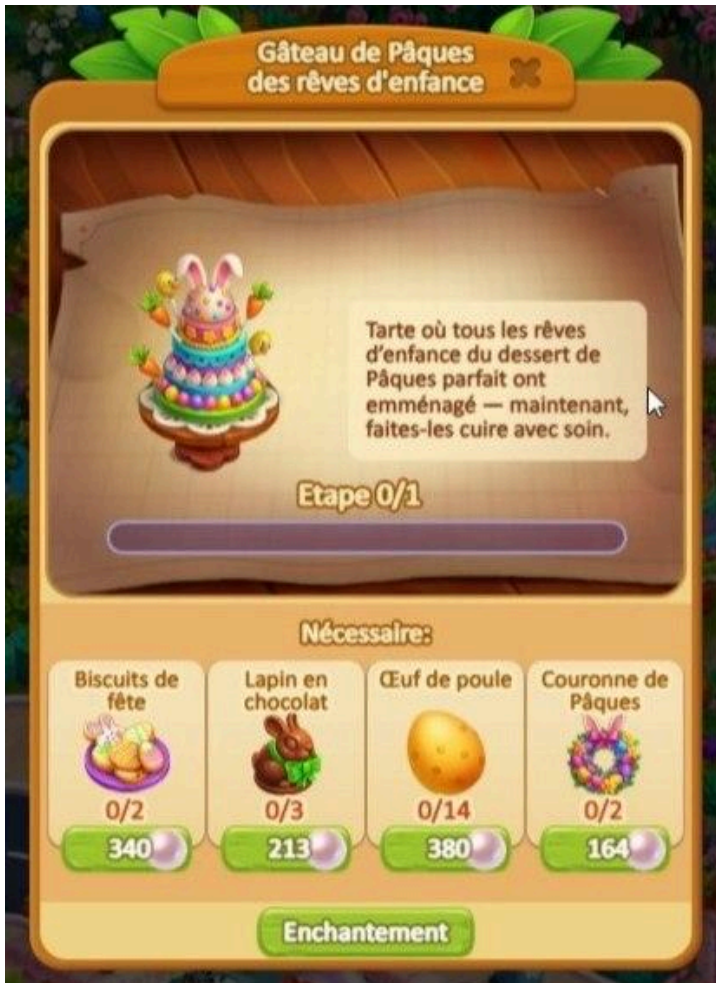 Gâteau de Pâques
des rêves d'enfance
Tarte où tous les rêves
d'enfance du dessert de
Pâques parfait ont
emménagé — maintenant,
faites-les cuire avec soin.
Etape 0/1
Nécessaire:
Biscuits de
fête
0/2
340
Lapin en
chocolat
0/3
213
Œuf de poule
0/14
380
Couronne de
Pâques
0/2
164
Enchantement